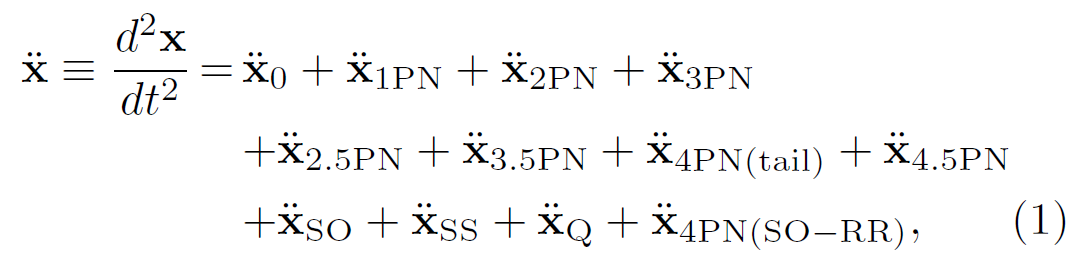 ẍ ≡ d²x/dt² = ẍ₀ + ẍ_1PN + ẍ_2PN + ẍ_3PN
+ẍ_2.5PN + ẍ_3.5PN + ẍ_4PN(tail) + ẍ_4.5PN
+ẍ_SO + ẍ_SS + ẍ_Q + ẍ_4PN(SO−RR), (1)